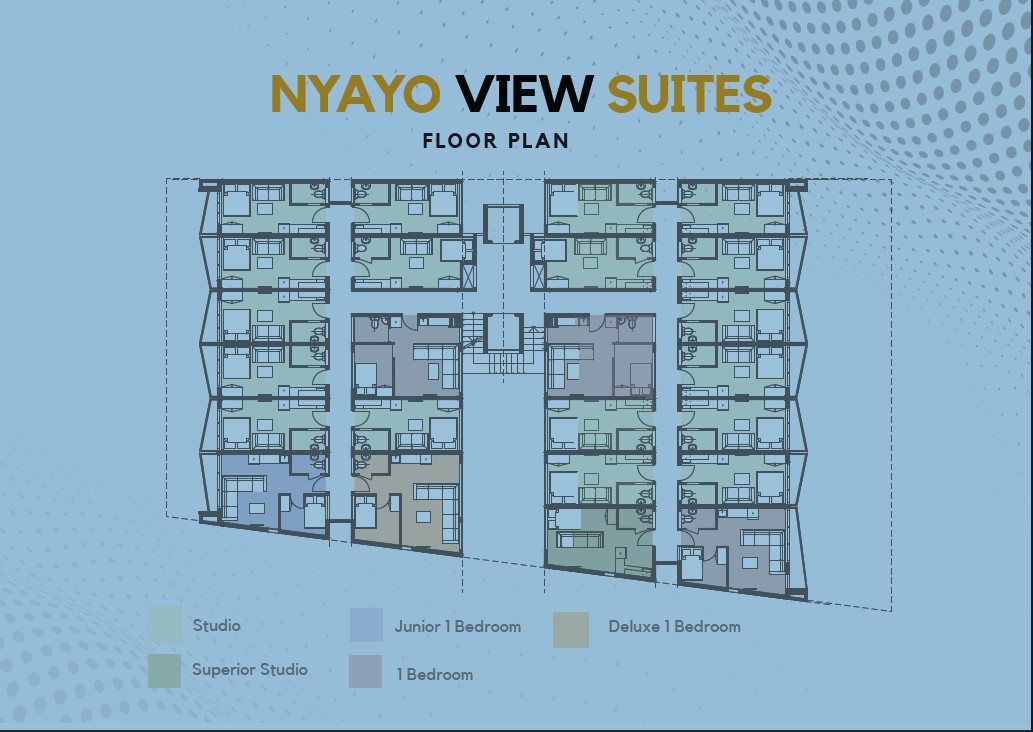 NYAYO VIEW SUITES
FLOOR PLAN
Studio
Junior 1 Bedroom
Deluxe 1 Bedroom
Superior Studio
1 Bedroom